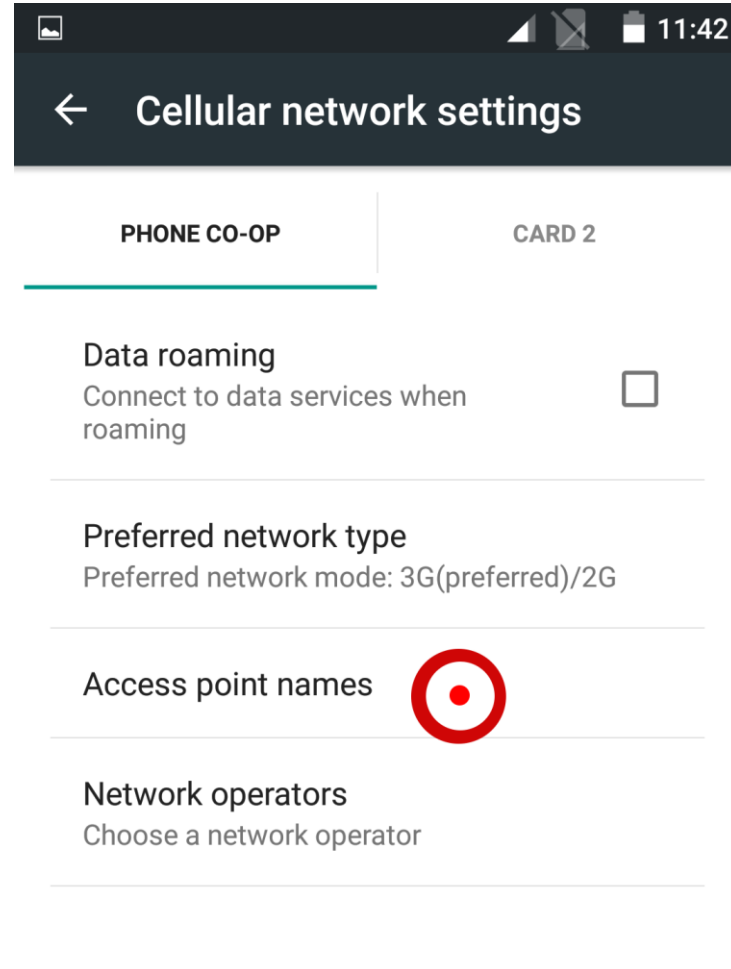 11:42
Cellular network settings
PHONE CO-OP
CARD 2
Data roaming
Connect to data services when
roaming
Preferred network type
Preferred network mode: 3G(preferred)/2G
Access point names
Network operators
Choose a network operator